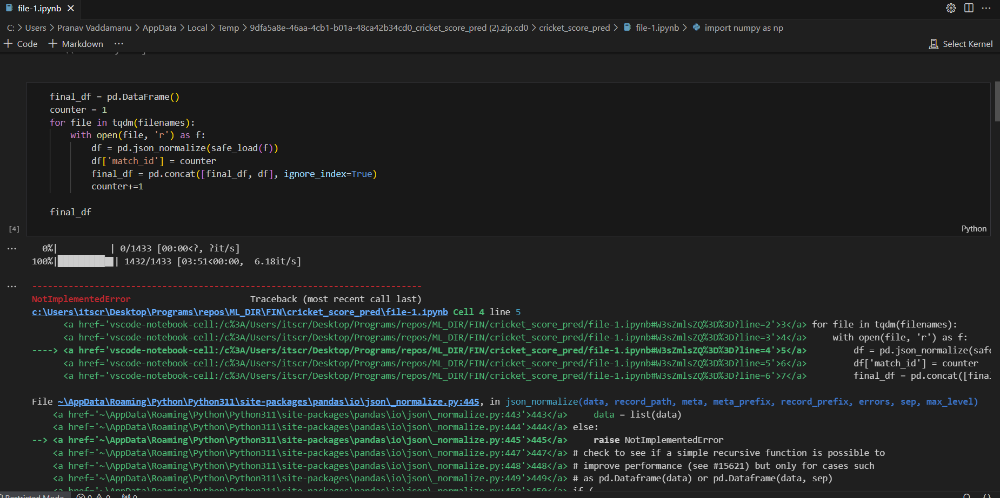 file-1.ipynb
C: > Users > Pranav Vaddamanu > AppData > Local > Temp > 9dfa5a8e-46aa-4cb1-b01a-48ca42b34cd0_cricket_score_pred (2).zip.cd0 > cricket_score_pred > file-1.ipynb > import numpy as np
+ Code + Markdown ... Select Kernel
final_df = pd.DataFrame()
counter = 1
for file in tqdm(filenames):
    with open(file, 'r') as f:
        df = pd.json_normalize(safe_load(f))
        df['match_id'] = counter
        final_df = pd.concat([final_df, df], ignore_index=True)
        counter+=1
final_df
[4]
Python
... 0%| | 0/1433 [00:00<?, ?it/s]
100%|██████████| 1432/1433 [03:51<00:00, 6.18it/s]
... ---------------------------------------------------------------------------
NotImplementedError Traceback (most recent call last)
c:\Users\itscr\Desktop\Programs\repos\ML_DIR\FIN\cricket_score_pred\file-1.ipynb Cell 4 line 5
<a href='vscode-notebook-cell:/c%3A/Users/itscr/Desktop/Programs/repos/ML_DIR/FIN/cricket_score_pred/file-1.ipynb#W3sZmlsZQ%3D%3D?line=2'>3</a> for file in tqdm(filenames):
<a href='vscode-notebook-cell:/c%3A/Users/itscr/Desktop/Programs/repos/ML_DIR/FIN/cricket_score_pred/file-1.ipynb#W3sZmlsZQ%3D%3D?line=3'>4</a>     with open(file, 'r') as f:
----> <a href='vscode-notebook-cell:/c%3A/Users/itscr/Desktop/Programs/repos/ML_DIR/FIN/cricket_score_pred/file-1.ipynb#W3sZmlsZQ%3D%3D?line=4'>5</a>         df = pd.json_normalize(safe
<a href='vscode-notebook-cell:/c%3A/Users/itscr/Desktop/Programs/repos/ML_DIR/FIN/cricket_score_pred/file-1.ipynb#W3sZmlsZQ%3D%3D?line=5'>6</a>         df['match_id'] = counter
<a href='vscode-notebook-cell:/c%3A/Users/itscr/Desktop/Programs/repos/ML_DIR/FIN/cricket_score_pred/file-1.ipynb#W3sZmlsZQ%3D%3D?line=6'>7</a>         final_df = pd.concat([final
File ~\AppData\Roaming\Python\Python311\site-packages\pandas\io\json\_normalize.py:445, in json_normalize(data, record_path, meta, meta_prefix, record_prefix, errors, sep, max_level)
<a href='~\AppData\Roaming\Python\Python311\site-packages\pandas\io\json\_normalize.py:443'>443</a>     data = list(data)
<a href='~\AppData\Roaming\Python\Python311\site-packages\pandas\io\json\_normalize.py:444'>444</a> else:
--> <a href='~\AppData\Roaming\Python\Python311\site-packages\pandas\io\json\_normalize.py:445'>445</a>     raise NotImplementedError
<a href='~\AppData\Roaming\Python\Python311\site-packages\pandas\io\json\_normalize.py:447'>447</a> # check to see if a simple recursive function is possible to
<a href='~\AppData\Roaming\Python\Python311\site-packages\pandas\io\json\_normalize.py:448'>448</a> # improve performance (see #15621) but only for cases such
<a href='~\AppData\Roaming\Python\Python311\site-packages\pandas\io\json\_normalize.py:449'>449</a> # as pd.Dataframe(data) or pd.Dataframe(data, sep)
<a href='~\AppData\Roaming\Python\Python311\site-packages\pandas\io\json\_normalize.py:450'>450</a> if (
Restricted Mode 0 0 0